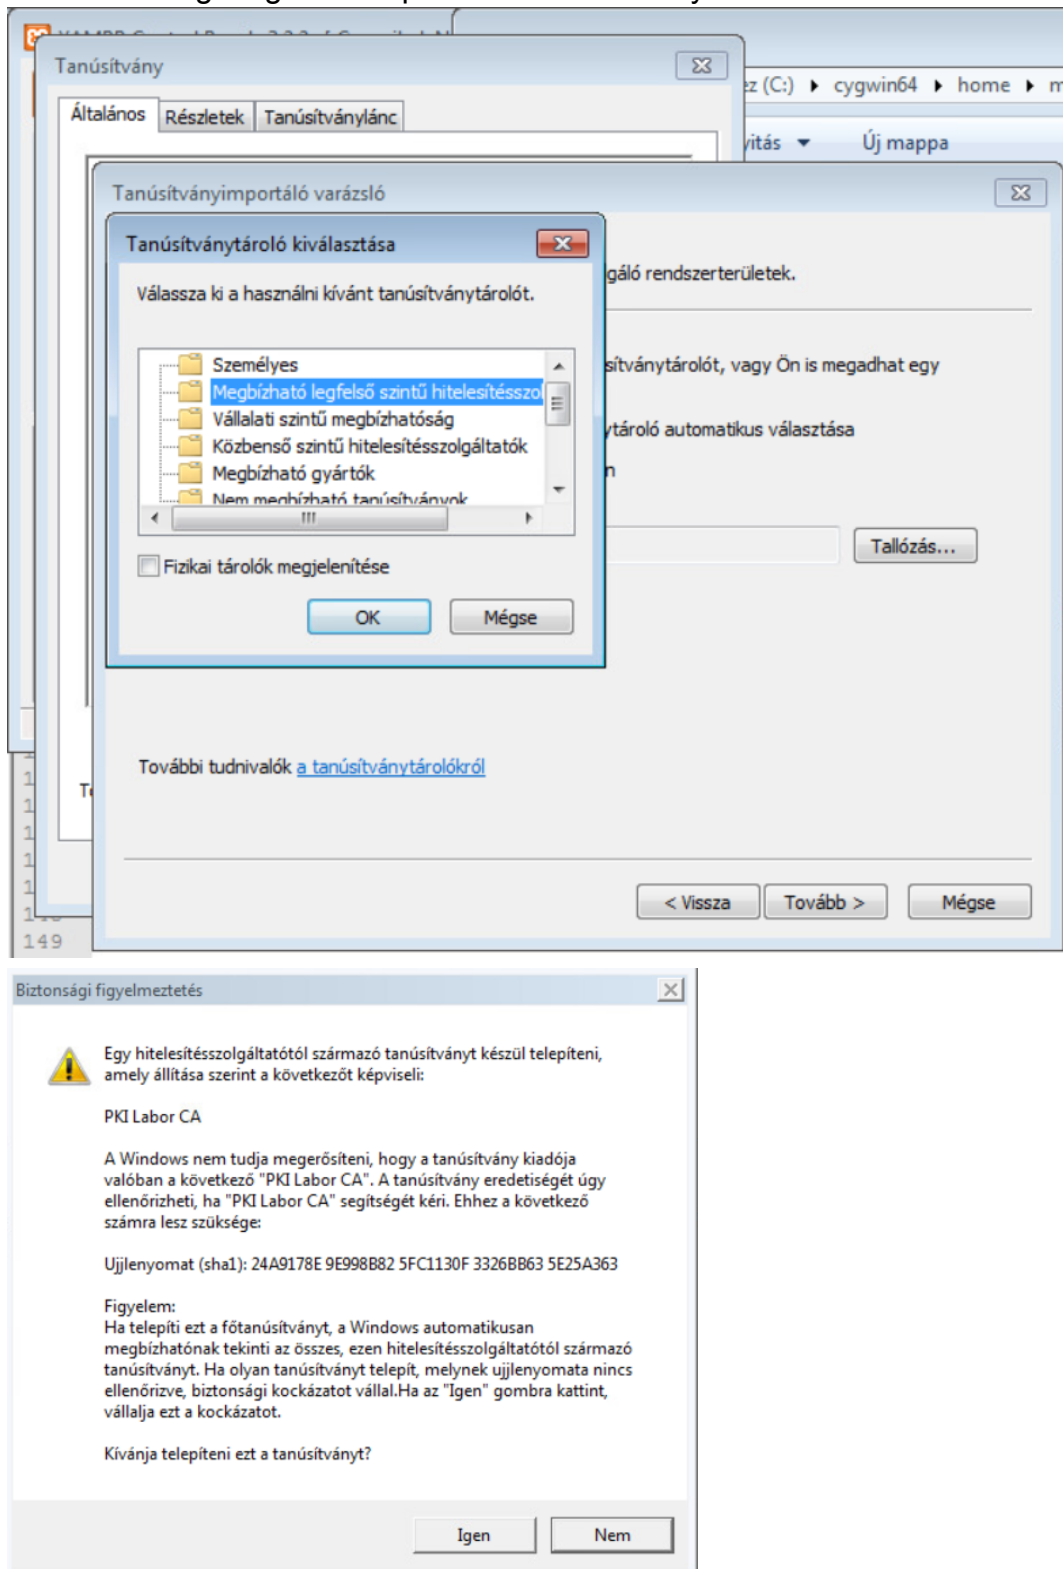 Tanúsítvány
Általános Részletek Tanúsítványlánc
ez (C:) cygwin64 home
Új mappa
Tanúsítványimportáló varázsló
Tanúsítványtároló kiválasztása
Válassza ki a használni kívánt tanúsítványtárolót.
rendszerterületek.
Személyes
Megbízható legfelső szintű hitelesítésszol
vagy Ön is megadhat egy
Vállalati szintű megbízhatóság
automatikus választása
Közbenső szintű hitelesítésszolgáltatók
Megbízható gyártók
Nem megbízható tanúsítványok
Tallózás...
Fizikai tárolók megjelenítése
OK Mégse
További tudnivalók a tanúsítványtárolókról
< Vissza Tovább > Mégse
149
Biztonsági figyelmeztetés
Egy hitelesítésszolgáltatótól származó tanúsítványt készül telepíteni,
amely állítása szerint a következőt képviseli:
PKI Labor CA
A Windows nem tudja megerősíteni, hogy a tanúsítvány kiadója
valóban a következő "PKI Labor CA". A tanúsítvány eredetiségét úgy
ellenőrizheti, ha "PKI Labor CA" segítségét kéri. Ehhez a következő
számra lesz szüksége:
Ujjlenyomat (sha1): 24A9178E 9E998B82 5FC1130F 3326BB63 5E25A363
Figyelem:
Ha telepíti ezt a főtanúsítványt, a Windows automatikusan
megbízhatónak tekinti az összes, ezen hitelesítésszolgáltatótól származó
tanúsítványt. Ha olyan tanúsítványt telepít, melynek ujjlenyomata nincs
ellenőrizve, biztonsági kockázatot vállal.Ha az "Igen" gombra kattint,
vállalja ezt a kockázatot.
Kívánja telepíteni ezt a tanúsítványt?
Igen Nem